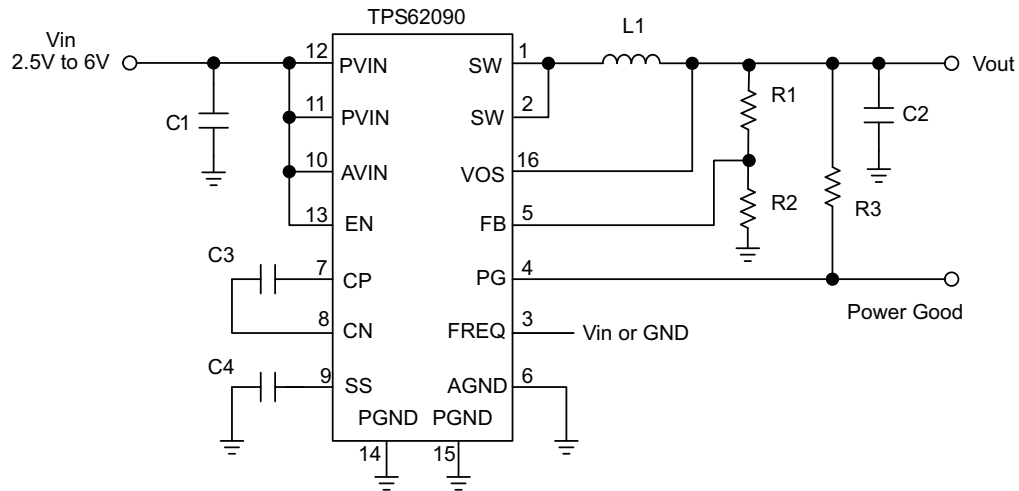 TPS62090
Vin
2.5V to 6V
C1
12
PVIN
11
PVIN
10
AVIN
13
EN
C3
7
CP
8
CN
C4
9
SS
PGND PGND
14
15
1
SW
2
SW
16
VOS
5
FB
4
PG
3
FREQ
Vin or GND
6
AGND
L1
R1
R2
R3
C2
Vout
Power Good